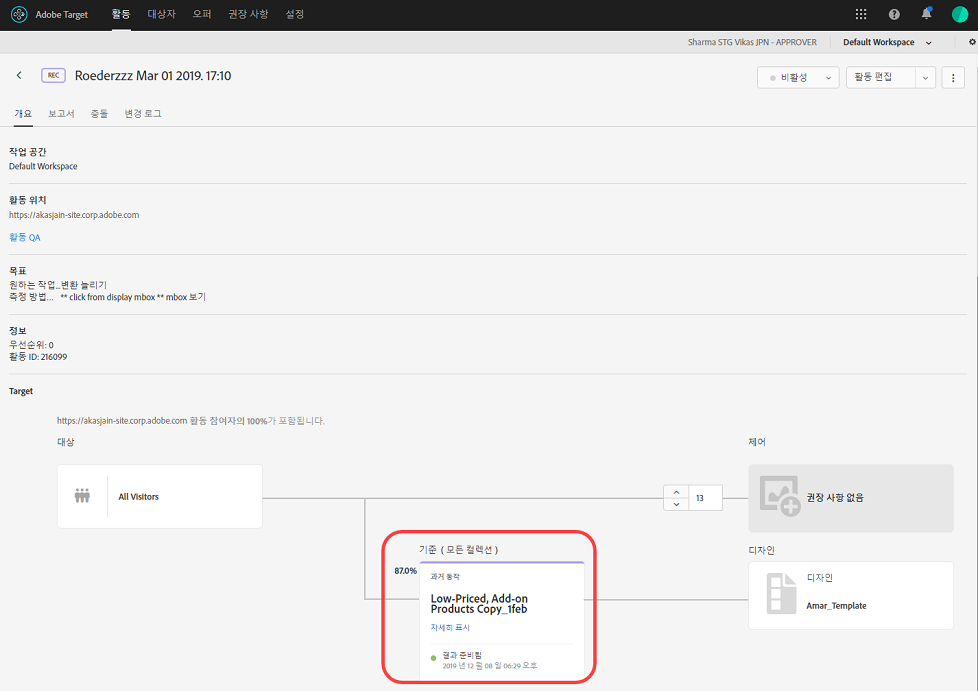 Adobe Target 활동 대상자 오퍼 권장 사항 설정
Sharma STG Vikas JPN - APPROVER Default Workspace
REC Roederzzz Mar 01 2019. 17:10 비활성 활동 편집
개요 보고서 충돌 변경 로그
작업 공간
Default Workspace
활동 위치
https://akasjain-site.corp.adobe.com
활동 QA
목표
원하는 작업...변환 늘리기
측정 방법... ** click from display mbox ** mbox 보기
정보
우선순위: 0
활동 ID: 216099
Target
https://akasjain-site.corp.adobe.com 활동 참여자의 100%가 포함됩니다.
대상 제어
All Visitors 13 권장 사항 없음
기준 ( 모든 컬렉션 ) 디자인
87.0%
과거 동작 디자인
Low-Priced, Add-on
Products Copy_1feb Amar_Template
자세히 표시
결과 준비됨
2019 년 12 월 08 일 06:29 오후